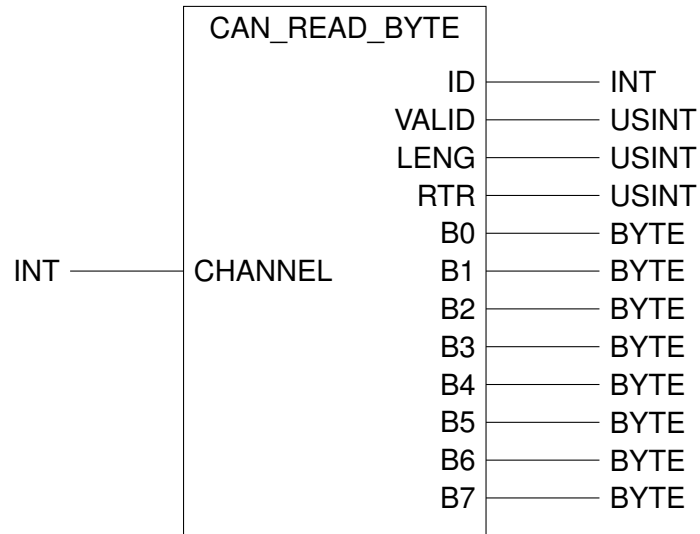 CAN_READ_BYTE
ID INT
VALID USINT
LENG USINT
RTR USINT
B0 BYTE
INT CHANNEL B1 BYTE
B2 BYTE
B3 BYTE
B4 BYTE
B5 BYTE
B6 BYTE
B7 BYTE